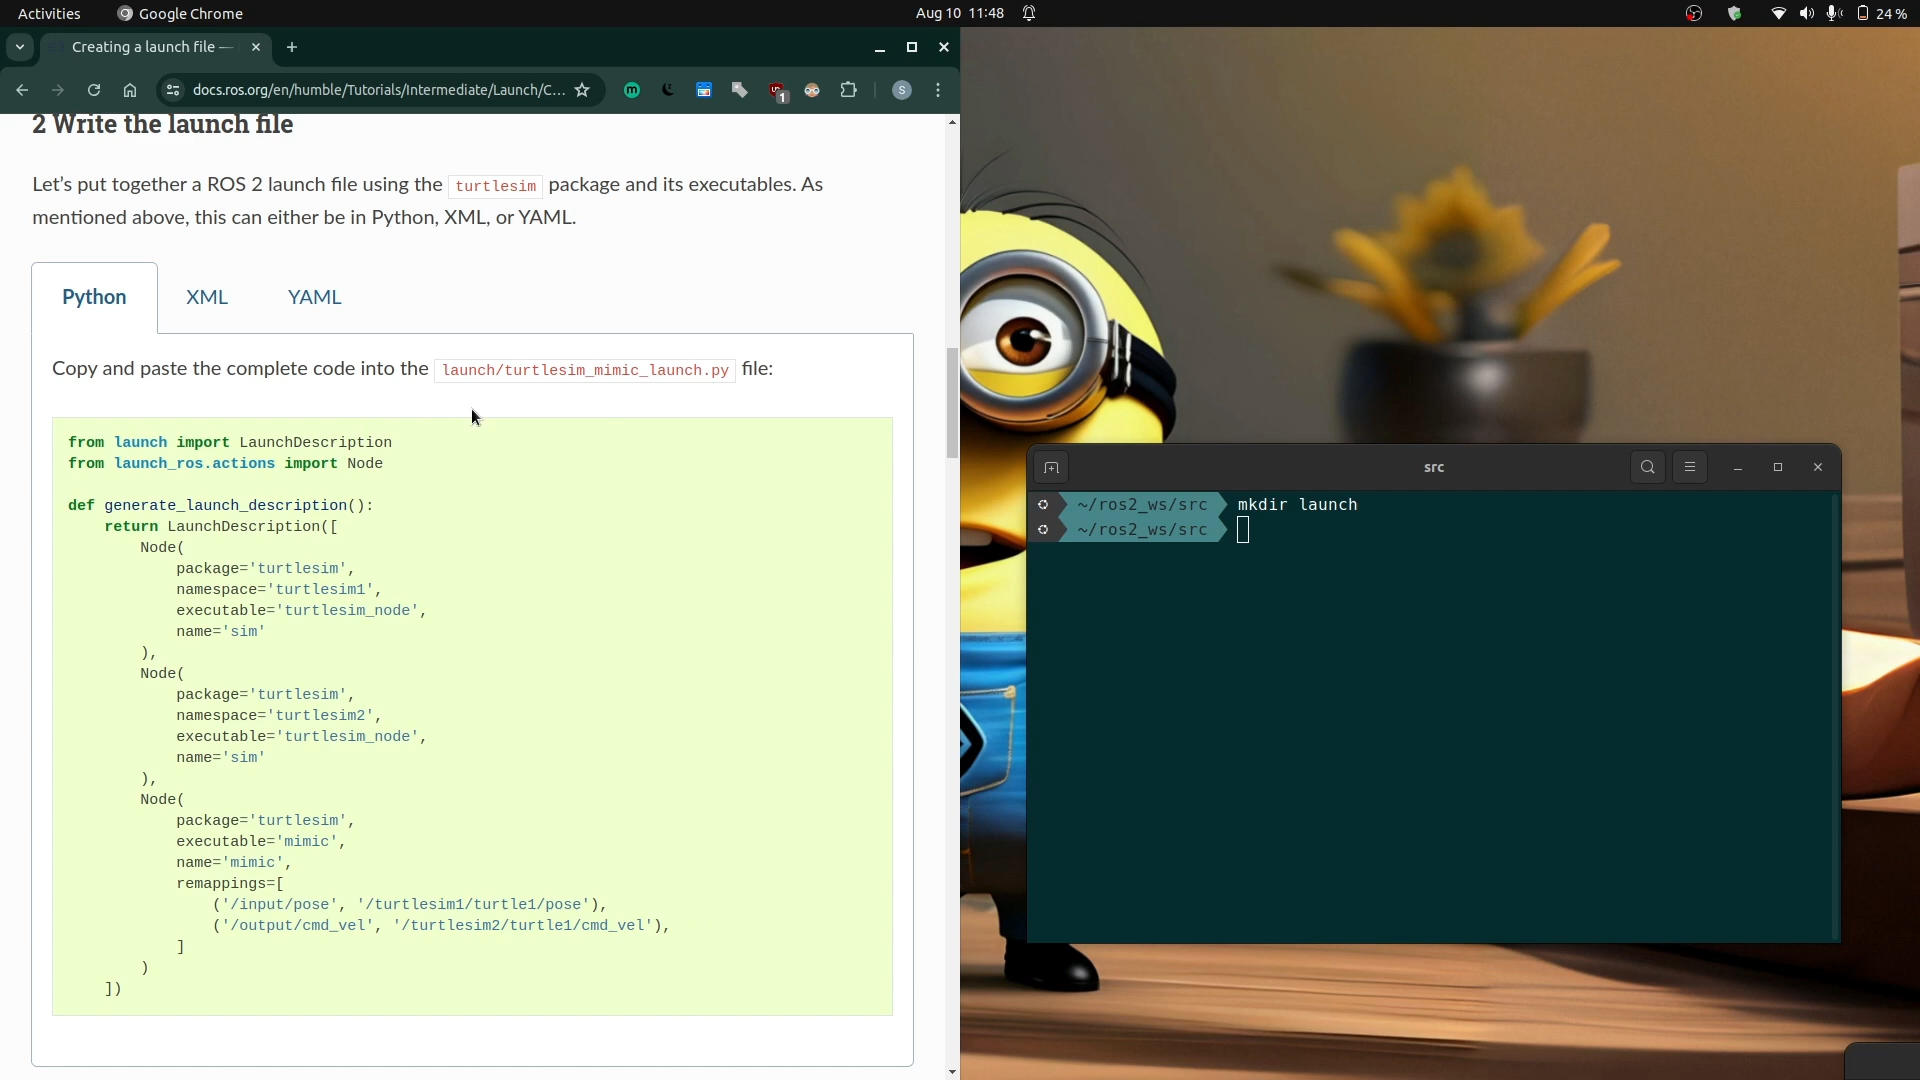 Activities
Google Chrome
Aug 10 11:48
24 %
Creating a launch file —
docs.ros.org/en/humble/Tutorials/Intermediate/Launch/C...
1
S
2 Write the launch file
Let’s put together a ROS 2 launch file using the turtlesim package and its executables. As
mentioned above, this can either be in Python, XML, or YAML.
Python
XML
YAML
Copy and paste the complete code into the launch/turtlesim_mimic_launch.py file:
from launch import LaunchDescription
from launch_ros.actions import Node
def generate_launch_description():
    return LaunchDescription([
        Node(
            package='turtlesim',
            namespace='turtlesim1',
            executable='turtlesim_node',
            name='sim'
        ),
        Node(
            package='turtlesim',
            namespace='turtlesim2',
            executable='turtlesim_node',
            name='sim'
        ),
        Node(
            package='turtlesim',
            executable='mimic',
            name='mimic',
            remappings=[
                ('/input/pose', '/turtlesim1/turtle1/pose'),
                ('/output/cmd_vel', '/turtlesim2/turtle1/cmd_vel'),
            ]
        )
    ])
src
~/ros2_ws/src mkdir launch
~/ros2_ws/src